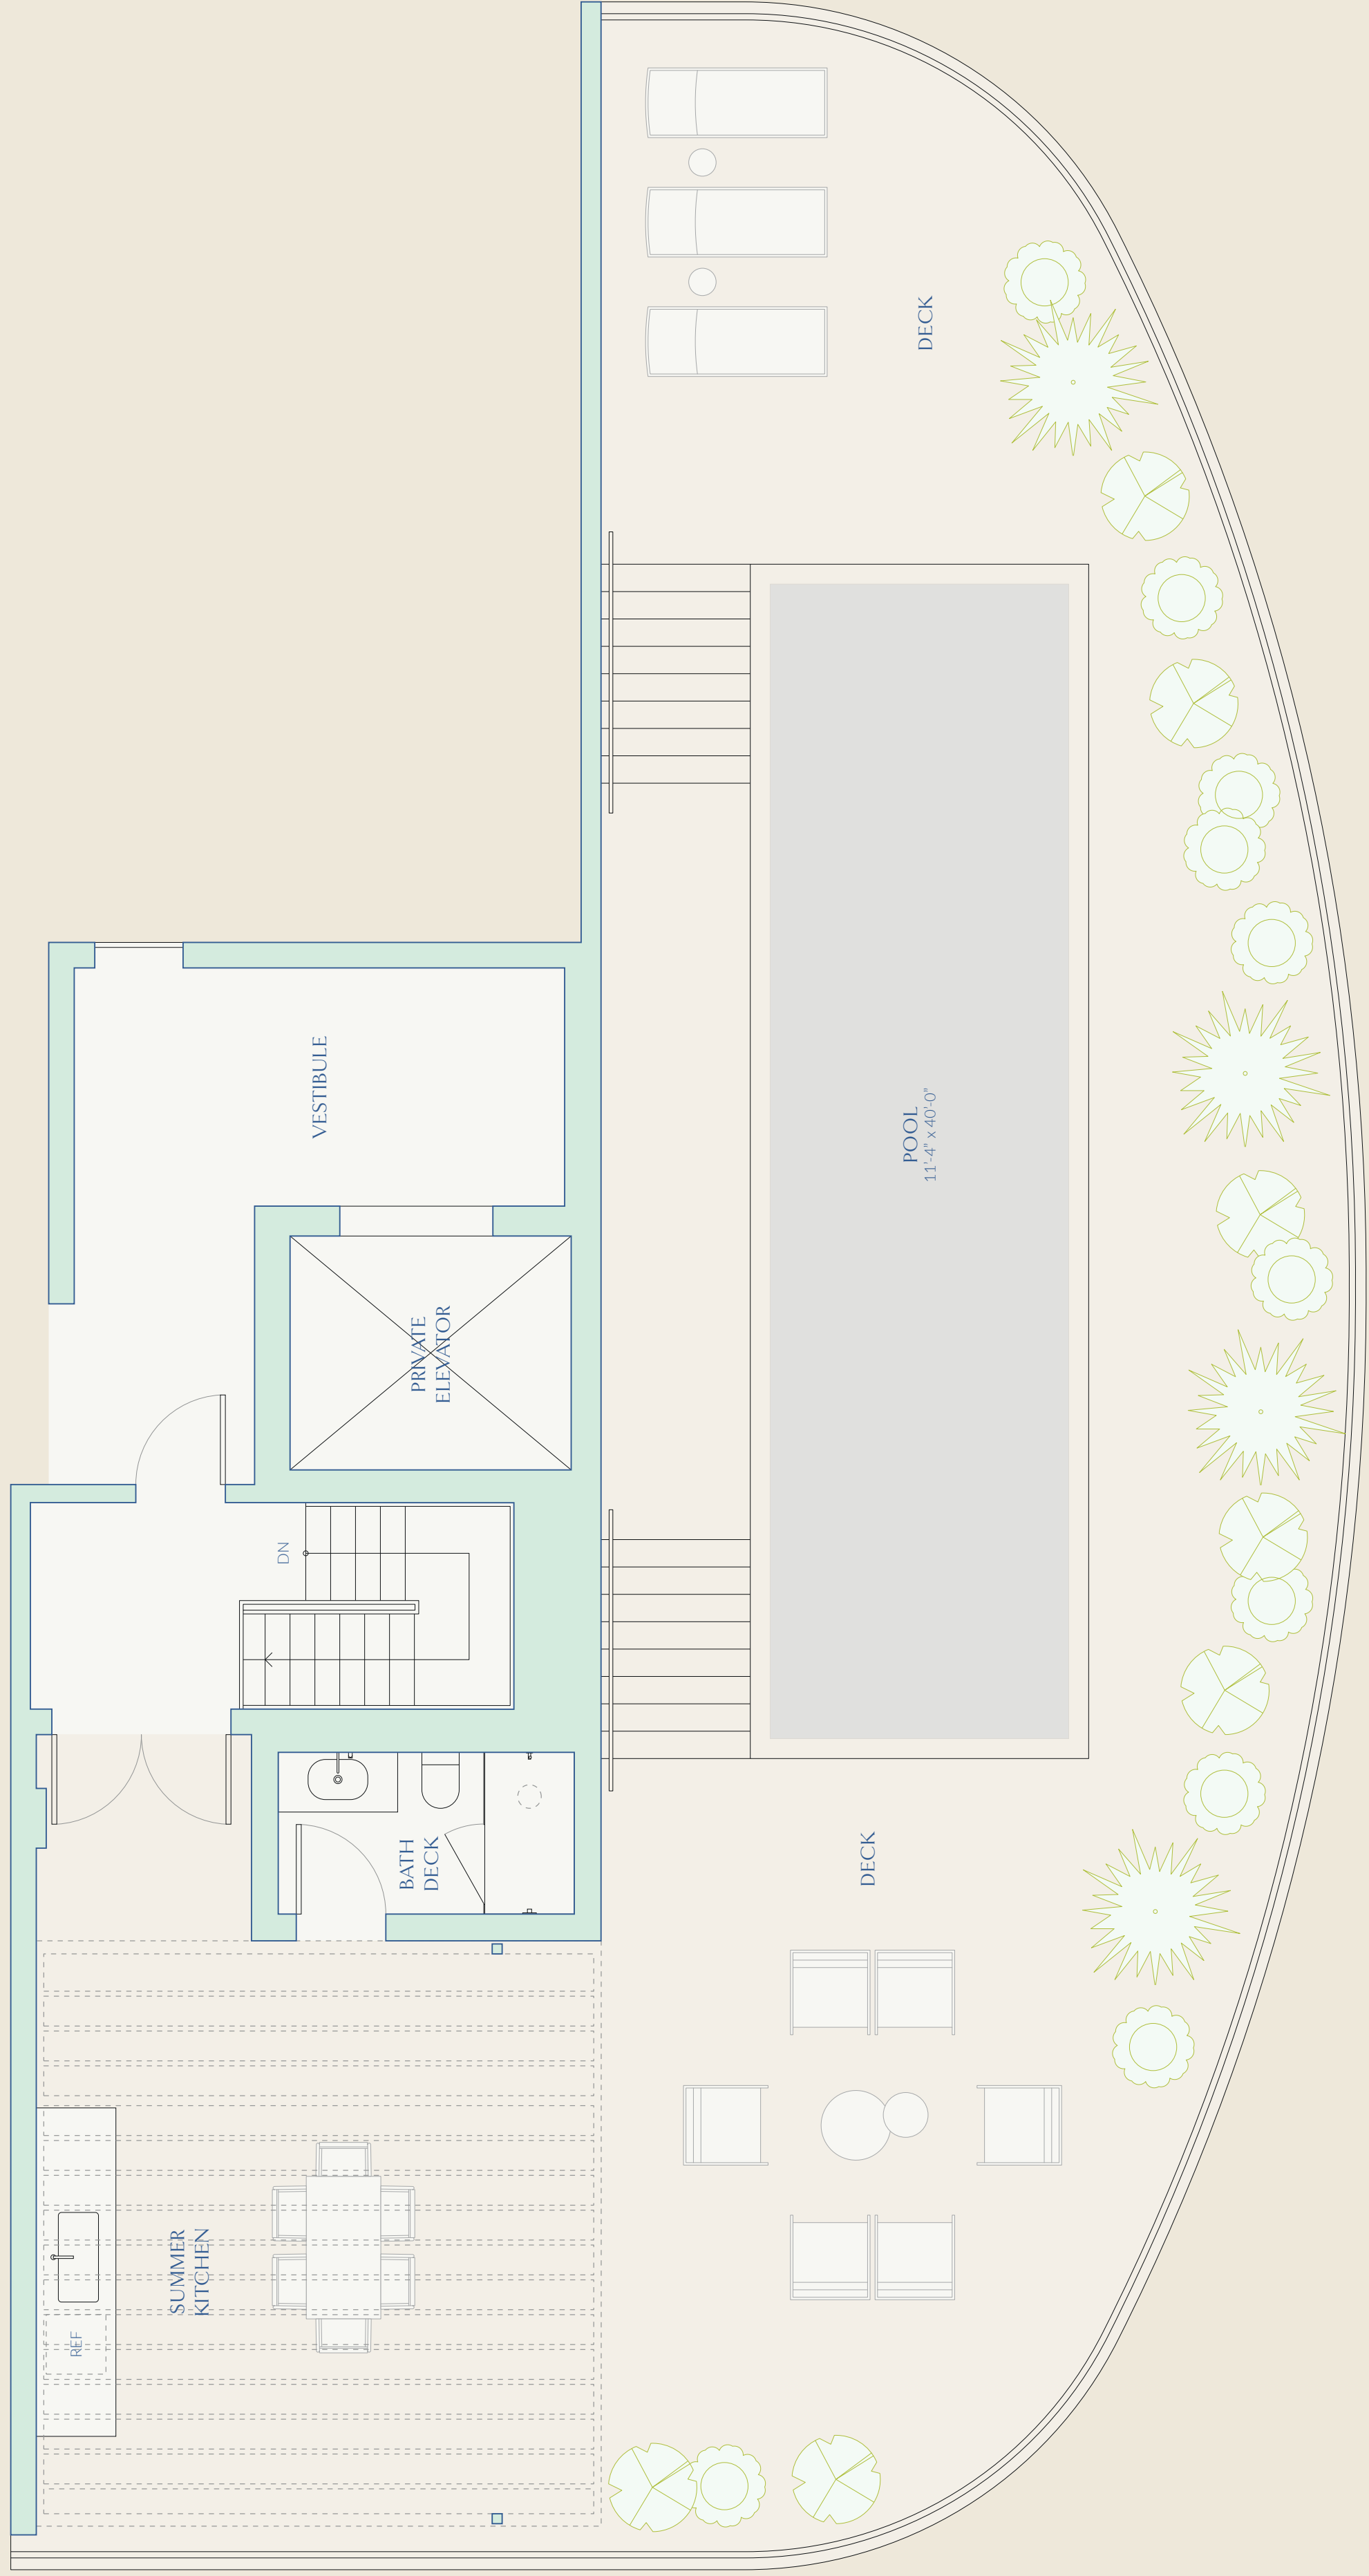 DECK
VESTIBULE
POOL
11'-4" x 40'-0"
PRIVATE
ELEVATOR
DN
BATH
DECK
DECK
SUMMER
KITCHEN
REF